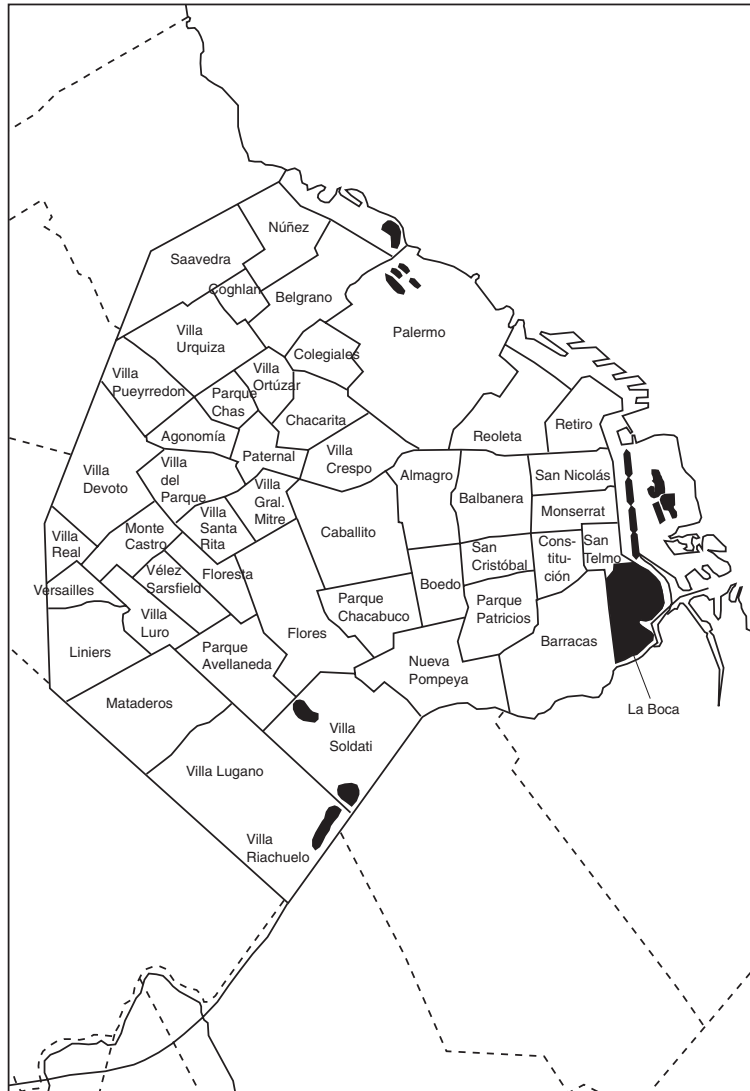 Núñez
Saavedra
Coghlan
Belgrano
Villa
Urquiza
Palermo
Colegiales
Villa
Ortúzar
Villa
Pueyrredon
Parque
Chas
Chacarita
Agonomía
Reoleta
Retiro
Paternal
Villa
Crespo
Villa
Devoto
Villa
del
Parque
Almagro
San Nicolás
Balbanera
Villa
Gral.
Mitre
Monserrat
Villa
Santa
Rita
Caballito
Villa
Real
Monte
Castro
Cons-
titu-
ción
San
Telmo
San
Cristóbal
Vélez
Sarsfield
Floresta
Boedo
Versailles
Parque
Chacabuco
Parque
Patricios
Villa
Luro
Flores
Barracas
Liniers
Parque
Avellaneda
Nueva
Pompeya
Mataderos
La Boca
Villa
Soldati
Villa Lugano
Villa
Riachuelo